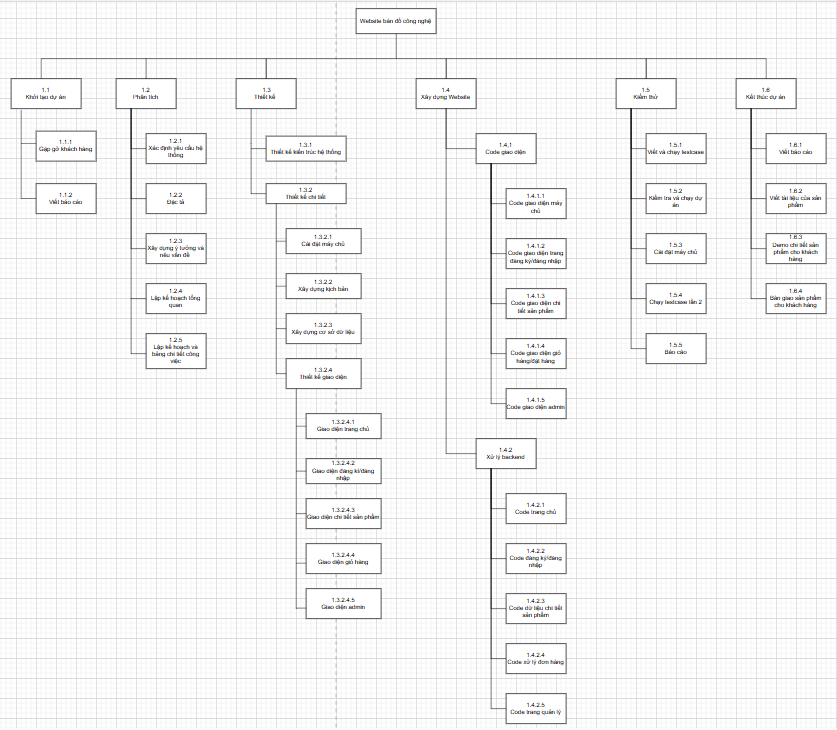 Website bán đồ công nghệ
1.1
Khởi tạo dự án
1.2
Phân tích
1.3
Thiết kế
1.4
Xây dựng Website
1.5
Kiểm thử
1.6
Kết thúc dự án
1.1.1
Gặp gỡ khách hàng
1.1.2
Viết báo cáo
1.2.1
Xác định yêu cầu hệ
thống
1.2.2
Đặc tả
1.2.3
Xây dựng ý tưởng và
nêu vấn đề
1.2.4
Lập kế hoạch tổng
quan
1.2.5
Lập kế hoạch và
bảng chi tiết công
việc
1.3.1
Thiết kế kiến trúc hệ thống
1.3.2
Thiết kế chi tiết
1.3.2.1
Cài đặt máy chủ
1.3.2.2
Xây dựng kịch bản
1.3.2.3
Xây dựng cơ sở dữ liệu
1.3.2.4
Thiết kế giao diện
1.3.2.4.1
Giao diện trang chủ
1.3.2.4.2
Giao diện đăng kí/đăng
nhập
1.3.2.4.3
Giao diện chi tiết sản phẩm
1.3.2.4.4
Giao diện giỏ hàng
1.3.2.4.5
Giao diện admin
1.4.1
Code giao diện
1.4.1.1
Code giao diện máy
chủ
1.4.1.2
Code giao diện trang
đăng ký/đăng nhập
1.4.1.3
Code giao diện chi
tiết sản phẩm
1.4.1.4
Code giao diện giỏ
hàng/đặt hàng
1.4.1.5
Code giao diện admin
1.4.2
Xử lý backend
1.4.2.1
Code trang chủ
1.4.2.2
Code đăng ký/đăng
nhập
1.4.2.3
Code dữ liệu chi tiết
sản phẩm
1.4.2.4
Code xử lý đơn hàng
1.4.2.5
Code trang quản lý
1.5.1
Viết và chạy testcase
1.5.2
Kiểm tra và chạy dự
án
1.5.3
Cài đặt máy chủ
1.5.4
Chạy testcase lần 2
1.5.5
Báo cáo
1.6.1
Viết báo cáo
1.6.2
Viết tài liệu của sản
phẩm
1.6.3
Demo chi tiết sản
phẩm cho khách
hàng
1.6.4
Bàn giao sản phẩm
cho khách hàng